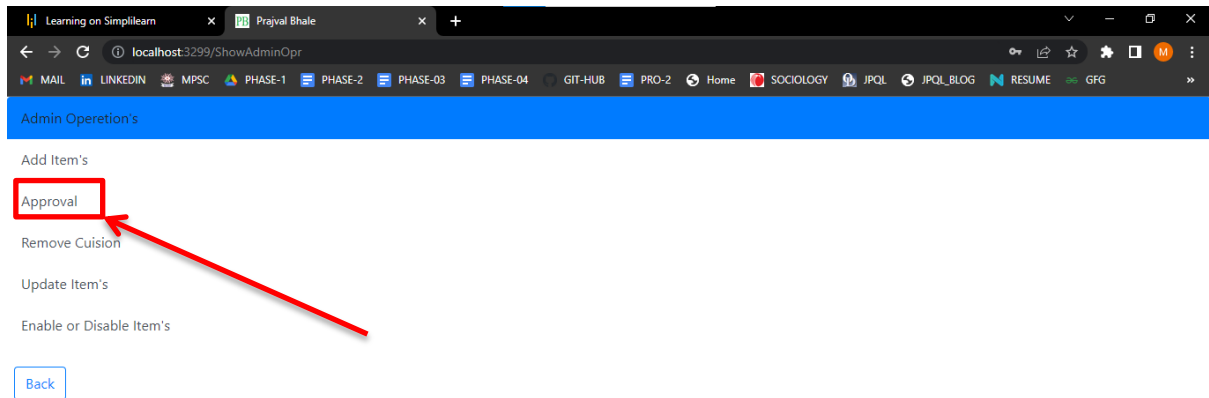 Learning on Simplilearn PB Prajval Bhale
localhost:3299/ShowAdminOpr M
MAIL in LINKEDIN MPSC PHASE-1 PHASE-2 PHASE-03 PHASE-04 GIT-HUB PRO-2 Home SOCIOLOGY JPQL JPQL_BLOG RESUME GFG »
Admin Operetion's
Add Item's
Approval
Remove Cuision
Update Item's
Enable or Disable Item's
Back